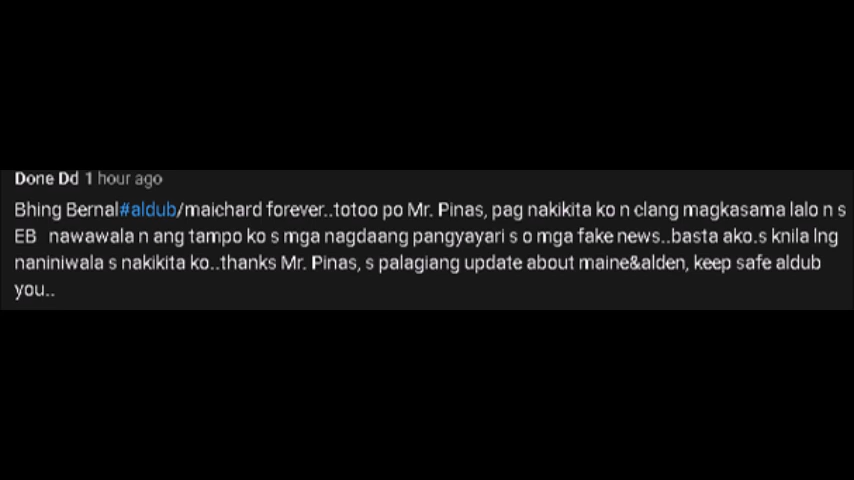 Done Dd 1 hour ago
Bhing Bernal#aldub/maichard forever..totoo po Mr. Pinas, pag nakikita ko n clang magkasama lalo n s
EB nawawala n ang tampo ko s mga nagdaang pangyayari s o mga fake news..basta ako.s knila lng
naniniwala s nakikita ko..thanks Mr. Pinas, s palagiang update about maine&alden, keep safe aldub
you..